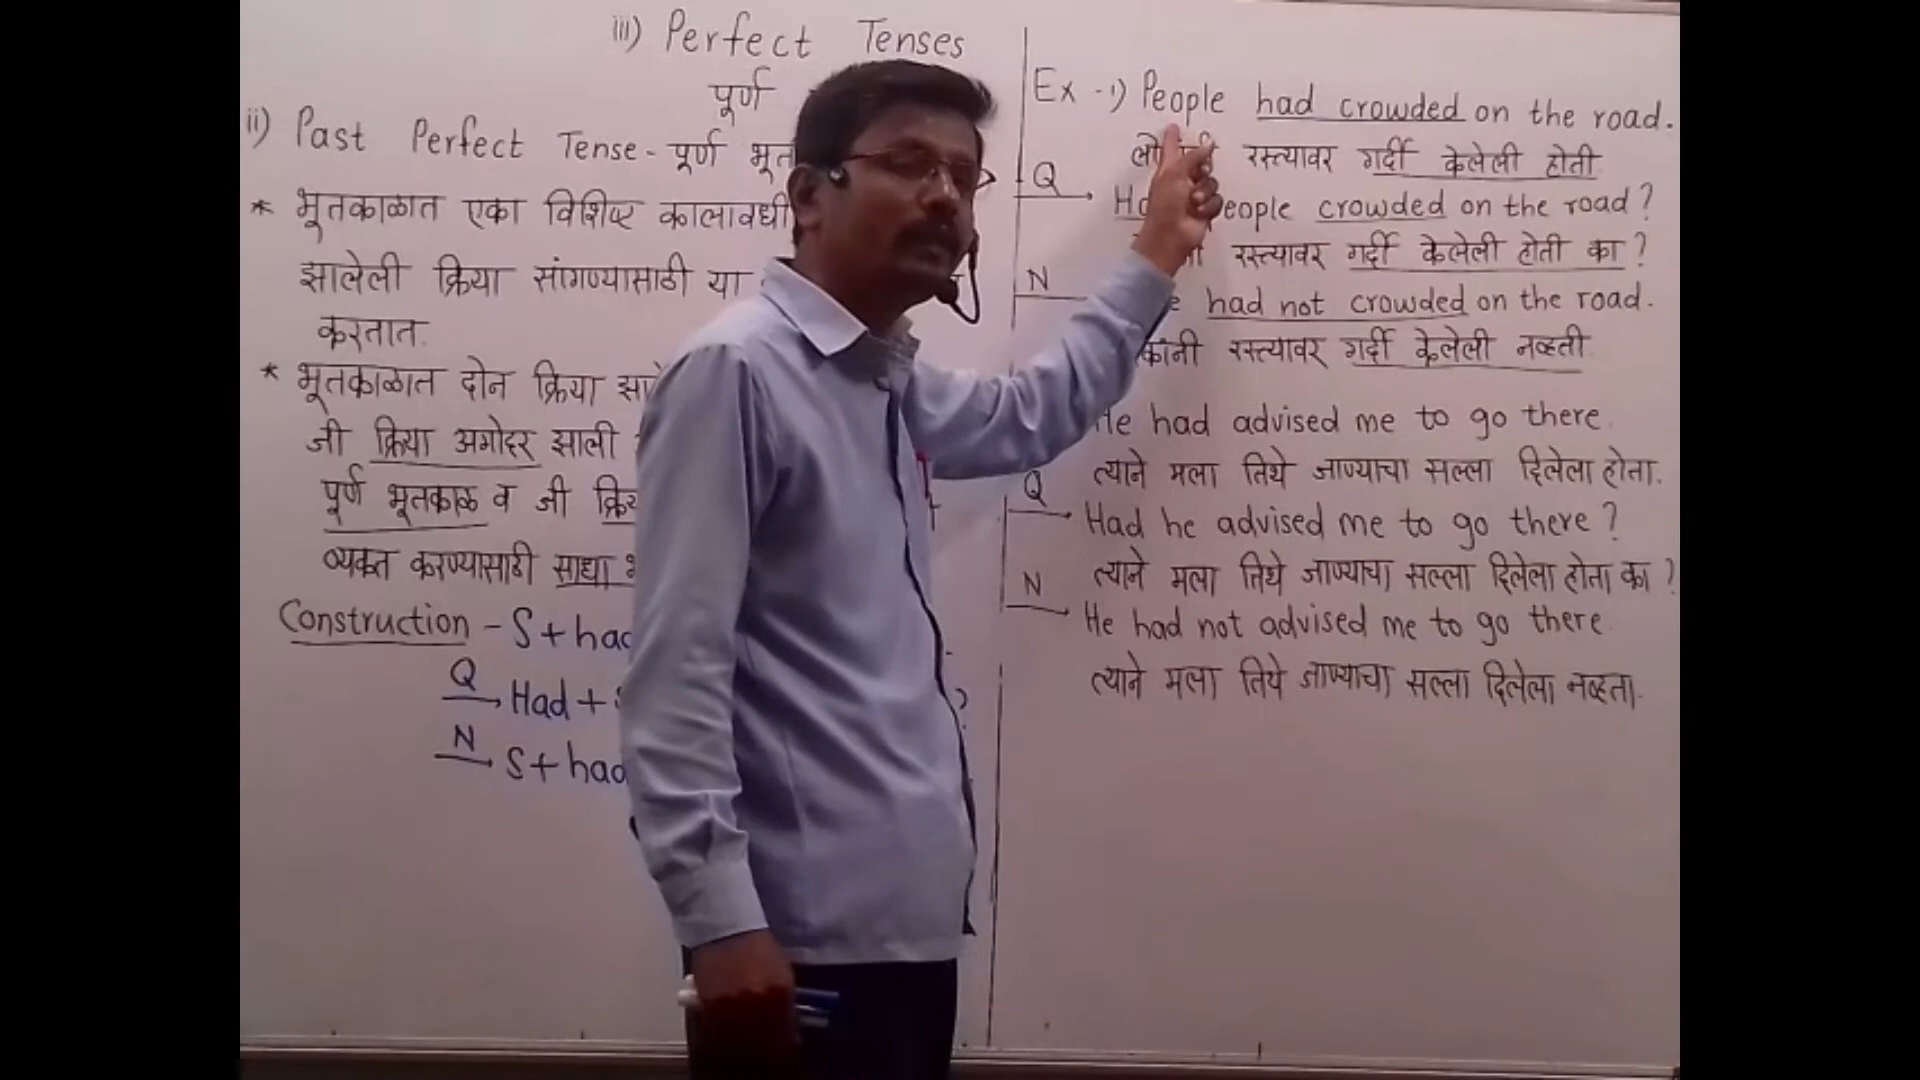 iii) Perfect Tenses
पूर्ण
ii) Past Perfect Tense - पूर्ण
* भूतकाळात एका विशिष्ट कालावधी
झालेली क्रिया सांगण्यासाठी या
करतात.
* भूतकाळात दोन क्रिया
जी क्रिया अगोदर झाली
पूर्ण भूतकाळ व जी
व्यक्त करण्यासाठी साधा
Construction - S + had
Q Had +
N S + had
Ex - 1) People had crowded on the road.
रस्त्यावर गर्दी केलेली होती
Q people crowded on the road?
रस्त्यावर गर्दी केलेली होती का?
N had not crowded on the road.
रस्त्यावर गर्दी केलेली नव्हती
He had advised me to go there.
त्याने मला तिथे जाण्याचा सल्ला दिलेला होता.
Q Had he advised me to go there?
त्याने मला तिथे जाण्याचा सल्ला दिलेला होता का?
N He had not advised me to go there
त्याने मला तिथे जाण्याचा सल्ला दिलेला नव्हता.